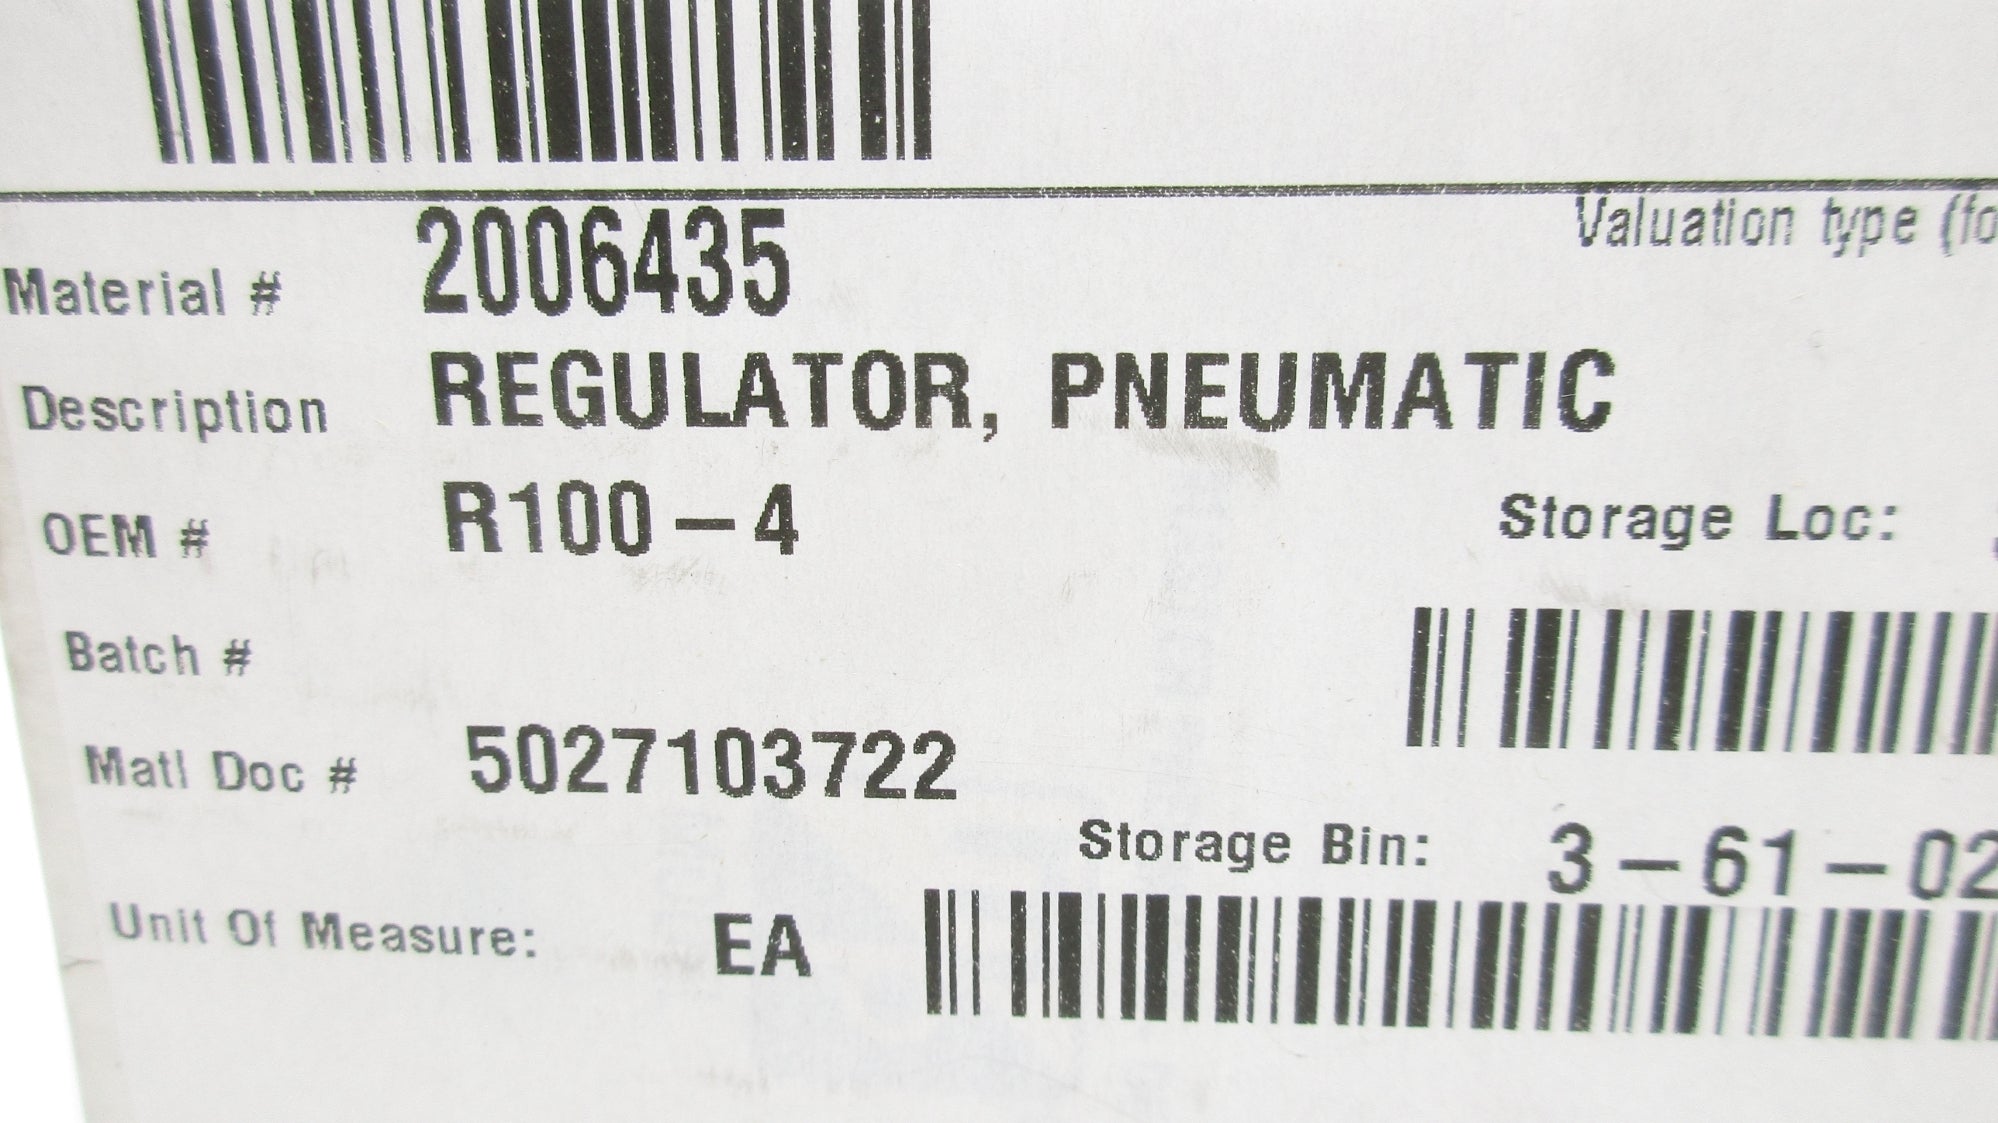 Valuation type (fo
Material # 2006435
Description REGULATOR, PNEUMATIC
OEM # R100-4
Storage Loc:
Batch #
Matl Doc # 5027103722
Storage Bin: 3-61-02
Unit Of Measure: EA